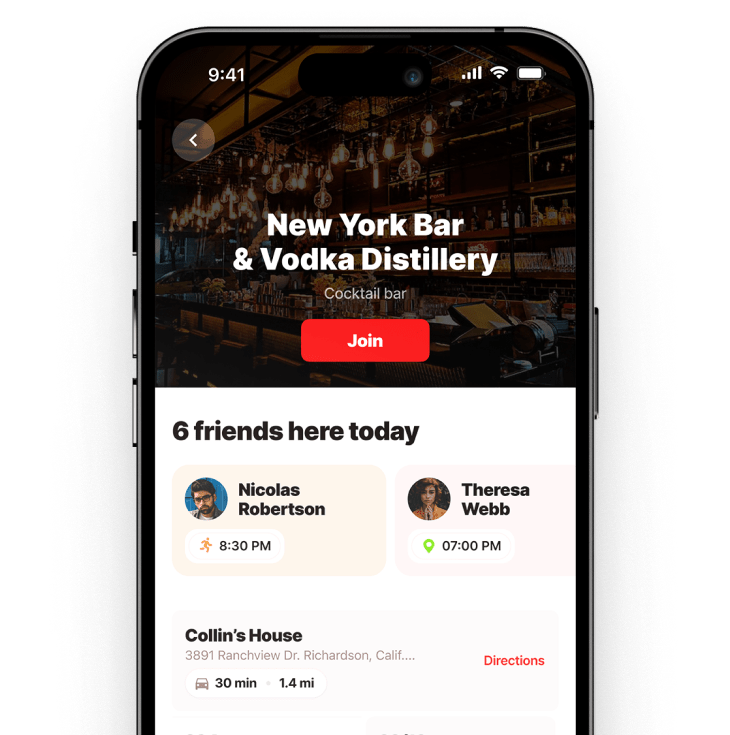 9:41
New York Bar
& Vodka Distillery
Cocktail bar
Join
6 friends here today
Nicolas
Robertson
8:30 PM
Theresa
Webb
07:00 PM
Collin’s House
3891 Ranchview Dr. Richardson, Calif....
Directions
30 min • 1.4 mi